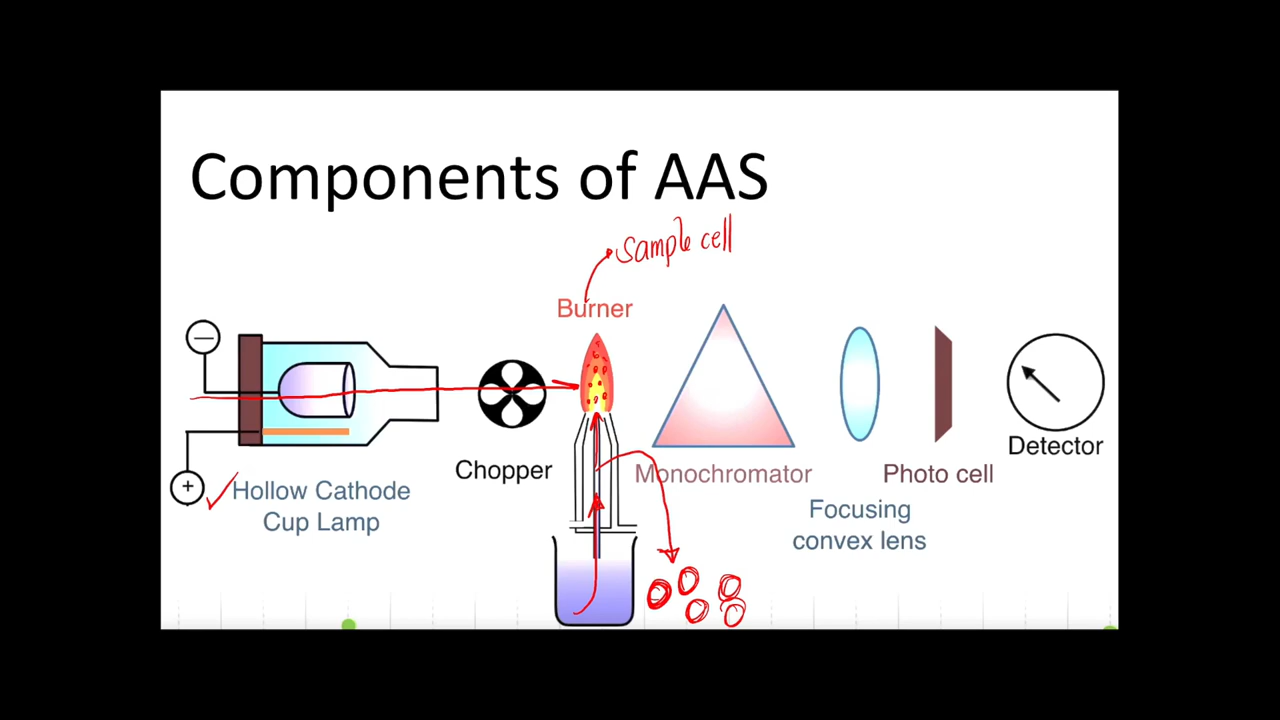 Components of AAS
sample cell
Burner
−
+
Hollow Cathode
Cup Lamp
Chopper
Monochromator
Focusing
convex lens
Photo cell
Detector